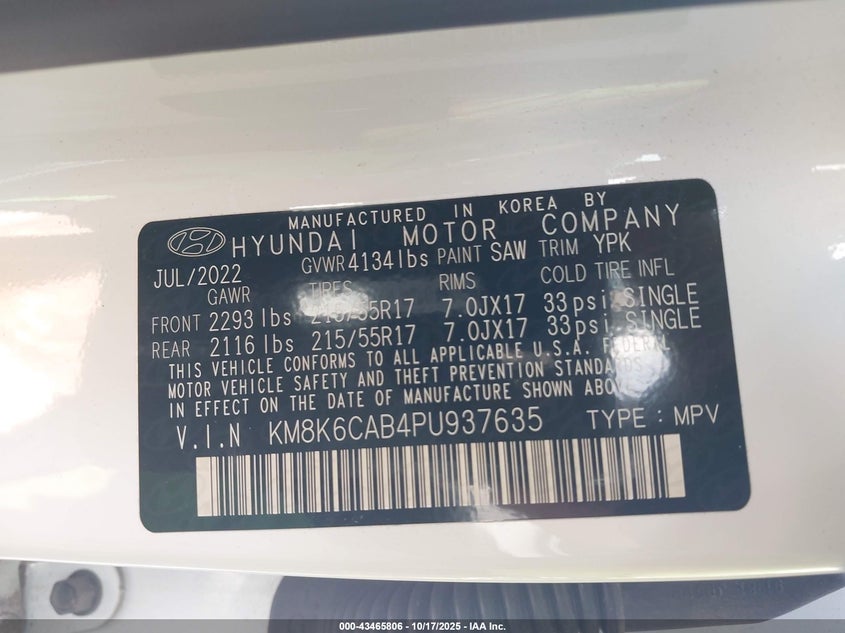 MANUFACTURED IN KOREA BY
HYUNDAI MOTOR COMPANY
JUL/2022 GVWR 4134 lbs PAINT SAW TRIM YPK
GAWR TIRES RIMS COLD TIRE INFL
FRONT 2293 lbs 215/55R17 7.0JX17 33 psi, SINGLE
REAR 2116 lbs 215/55R17 7.0JX17 33 psi, SINGLE
THIS VEHICLE CONFORMS TO ALL APPLICABLE U.S.A. FEDERAL
MOTOR VEHICLE SAFETY AND THEFT PREVENTION STANDARDS
IN EFFECT ON THE DATE OF MANUFACTURE SHOWN ABOVE
V.I.N KM8K6CAB4PU937635 TYPE : MPV
000-43465806 - 10/17/2025 - IAA Inc.